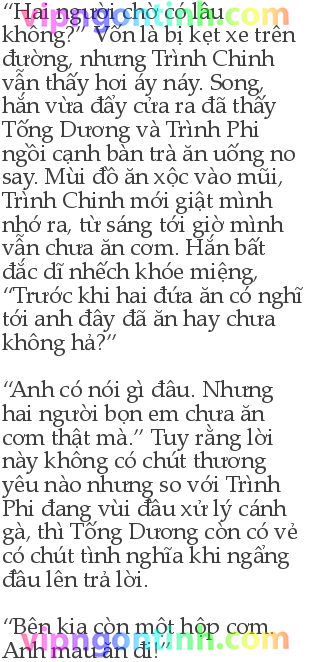 “Hai người chờ có lâu
vipngontinh.com
không?” Vốn là bị kẹt xe trên
đường, nhưng Trình Chinh
vẫn thấy hơi áy náy. Song,
hắn vừa đẩy cửa ra đã thấy
Tống Dương và Trình Phi
ngồi cạnh bàn trà ăn uống no
say. Mùi đồ ăn xộc vào mũi,
Trình Chinh mới giật mình
nhớ ra, từ sáng tới giờ mình
vẫn chưa ăn cơm. Hắn bất
đắc dĩ nhếch khóe miệng,
“Trước khi hai đứa ăn có nghĩ
tới anh đây đã ăn hay chưa
không hả?”
“Anh có nói gì đâu. Nhưng
hai người bọn em chưa ăn
cơm thật mà.” Tuy rằng lời
này không có chút thương
yêu nào nhưng so với Trình
Phi đang vùi đầu xử lý cánh
gà, thì Tống Dương còn có vẻ
có chút tình nghĩa khi ngẩng
đầu lên trả lời.
“Bên kia còn một hộp cơm.
vipngontinh.com
Anh mau ăn đi!”